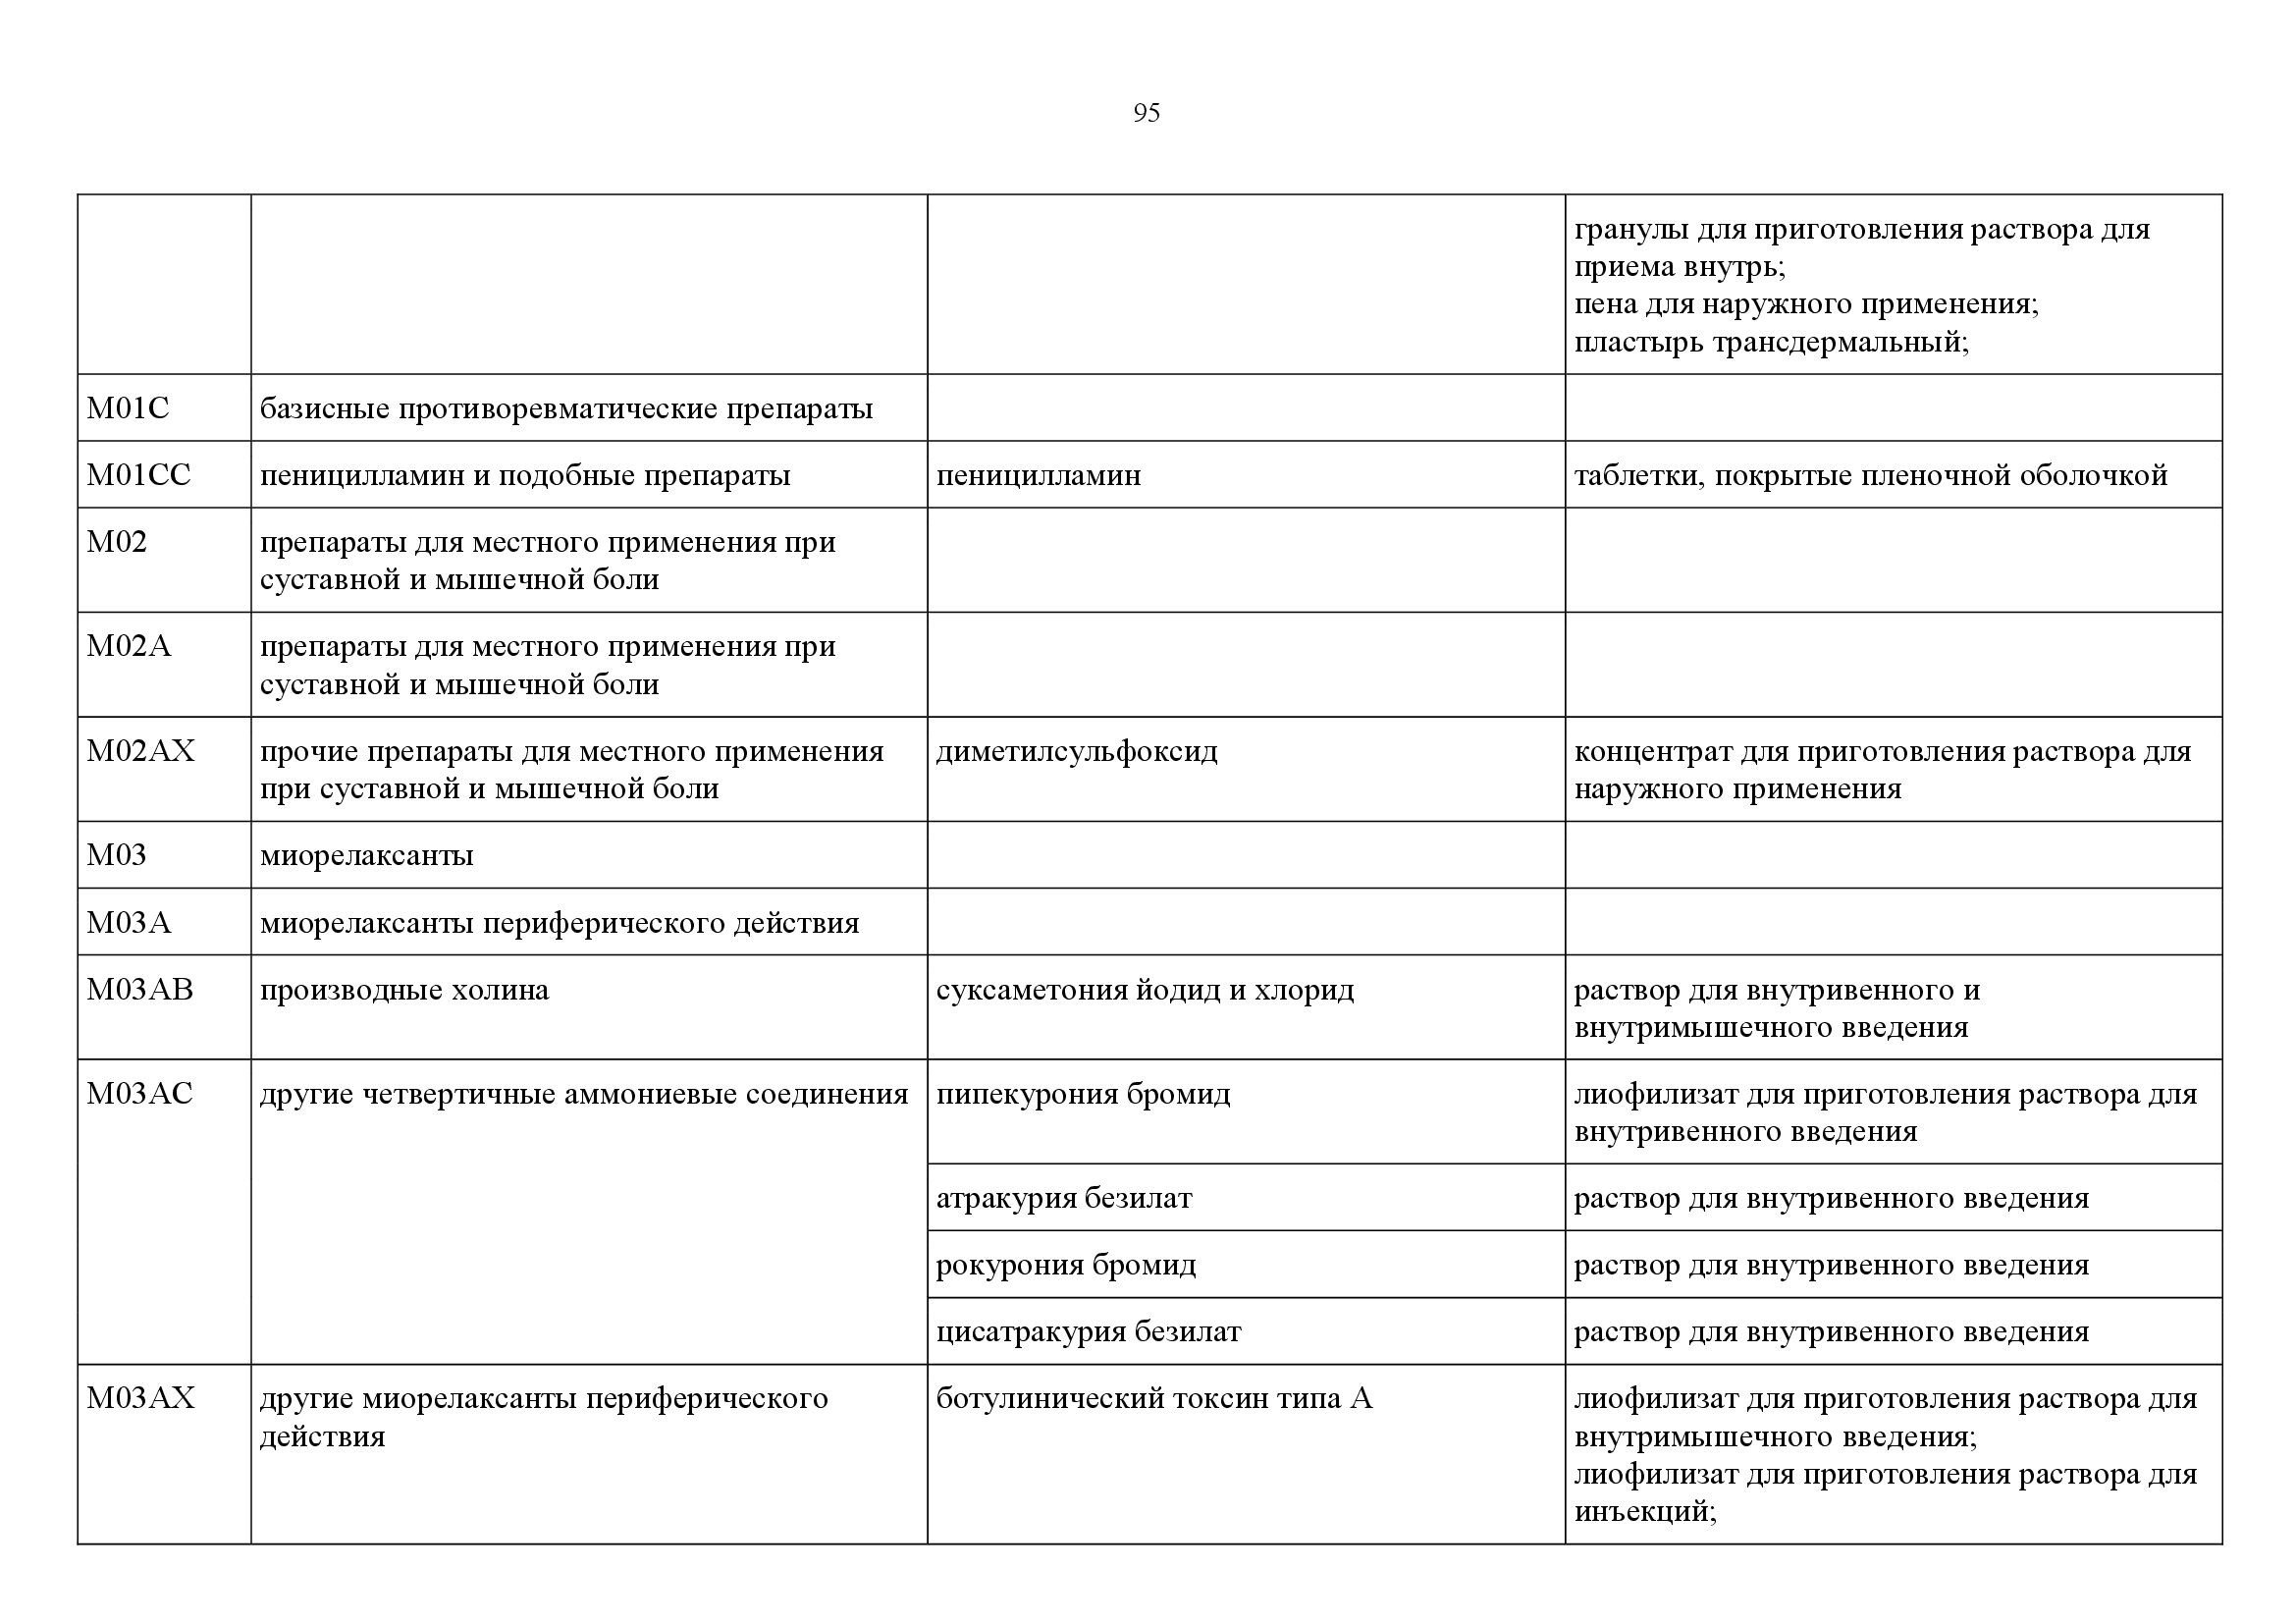 95
гранулы для приготовления раствора для
приема внутрь;
пена для наружного применения;
пластырь трансдермальный;
M01C
базисные противоревматические препараты
M01CC
пеницилламин и подобные препараты
пеницилламин
таблетки, покрытые пленочной оболочкой
M02
препараты для местного применения при
суставной и мышечной боли
M02A
препараты для местного применения при
суставной и мышечной боли
M02AX
прочие препараты для местного применения
при суставной и мышечной боли
диметилсульфоксид
концентрат для приготовления раствора для
наружного применения
M03
миорелаксанты
M03A
миорелаксанты периферического действия
M03AB
производные холина
суксаметония йодид и хлорид
раствор для внутривенного и
внутримышечного введения
M03AC
другие четвертичные аммониевые соединения
пипекурония бромид
лиофилизат для приготовления раствора для
внутривенного введения
атракурия безилат
раствор для внутривенного введения
рокурония бромид
раствор для внутривенного введения
цисатракурия безилат
раствор для внутривенного введения
M03AX
другие миорелаксанты периферического
действия
ботулинический токсин типа А
лиофилизат для приготовления раствора для
внутримышечного введения;
лиофилизат для приготовления раствора для
инъекций;